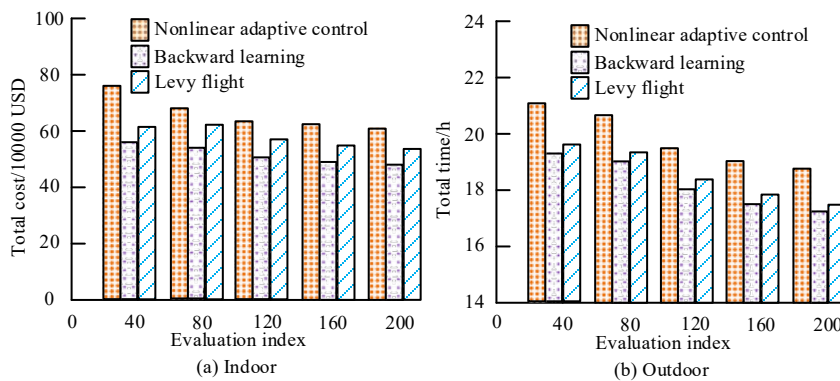 100
80
60
40
20
0
Total cost/10000 USD
Nonlinear adaptive control
Backward learning
Levy flight
0 40 80 120 160 200
Evaluation index
(a) Indoor
24
22
20
18
16
14
Total time/h
Nonlinear adaptive control
Backward learning
Levy flight
0 40 80 120 160 200
Evaluation index
(b) Outdoor